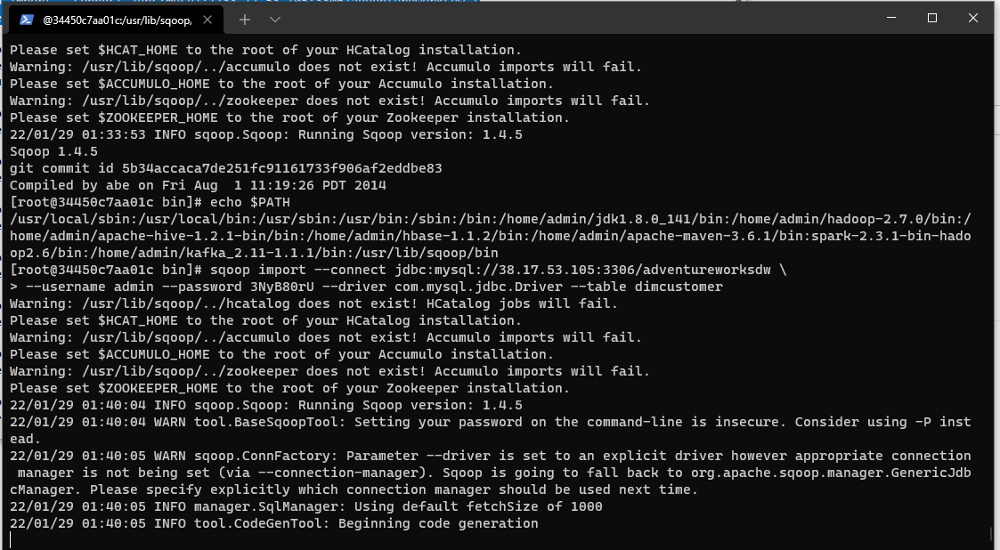 @34450c7aa01c:/usr/lib/sqoop,
Please set $HCAT_HOME to the root of your HCatalog installation.
Warning: /usr/lib/sqoop/../accumulo does not exist! Accumulo imports will fail.
Please set $ACCUMULO_HOME to the root of your Accumulo installation.
Warning: /usr/lib/sqoop/../zookeeper does not exist! Accumulo imports will fail.
Please set $ZOOKEEPER_HOME to the root of your Zookeeper installation.
22/01/29 01:33:53 INFO sqoop.Sqoop: Running Sqoop version: 1.4.5
Sqoop 1.4.5
git commit id 5b34accaca7de251fc91161733f906af2eddbe83
Compiled by abe on Fri Aug  1 11:19:26 PDT 2014
[root@34450c7aa01c bin]# echo $PATH
/usr/local/sbin:/usr/local/bin:/usr/sbin:/usr/bin:/sbin:/bin:/home/admin/jdk1.8.0_141/bin:/home/admin/hadoop-2.7.0/bin:/
home/admin/apache-hive-1.2.1-bin/bin:/home/admin/hbase-1.1.2/bin:/home/admin/apache-maven-3.6.1/bin:spark-2.3.1-bin-hado
op2.6/bin:/home/admin/kafka_2.11-1.1.1/bin:/usr/lib/sqoop/bin
[root@34450c7aa01c bin]# sqoop import --connect jdbc:mysql://38.17.53.105:3306/adventureworksdw \
> --username admin --password 3NyB80rU --driver com.mysql.jdbc.Driver --table dimcustomer
Warning: /usr/lib/sqoop/../hcatalog does not exist! HCatalog jobs will fail.
Please set $HCAT_HOME to the root of your HCatalog installation.
Warning: /usr/lib/sqoop/../accumulo does not exist! Accumulo imports will fail.
Please set $ACCUMULO_HOME to the root of your Accumulo installation.
Warning: /usr/lib/sqoop/../zookeeper does not exist! Accumulo imports will fail.
Please set $ZOOKEEPER_HOME to the root of your Zookeeper installation.
22/01/29 01:40:04 INFO sqoop.Sqoop: Running Sqoop version: 1.4.5
22/01/29 01:40:04 WARN tool.BaseSqoopTool: Setting your password on the command-line is insecure. Consider using -P inst
ead.
22/01/29 01:40:05 WARN sqoop.ConnFactory: Parameter --driver is set to an explicit driver however appropriate connection
 manager is not being set (via --connection-manager). Sqoop is going to fall back to org.apache.sqoop.manager.GenericJdb
cManager. Please specify explicitly which connection manager should be used next time.
22/01/29 01:40:05 INFO manager.SqlManager: Using default fetchSize of 1000
22/01/29 01:40:05 INFO tool.CodeGenTool: Beginning code generation